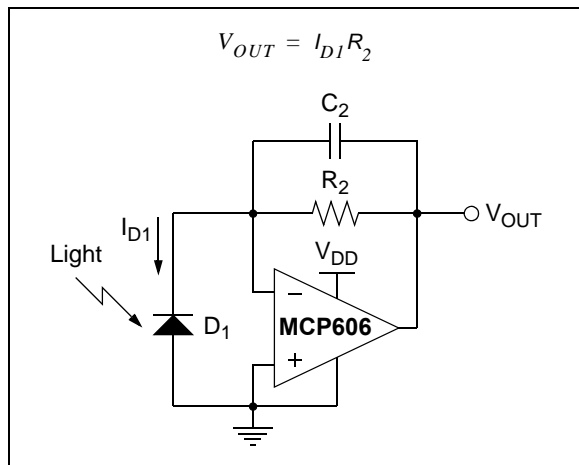 V_OUT = I_D1 R_2
C_2
R_2
I_D1
V_OUT
Light
V_DD
D_1
−
MCP606
+